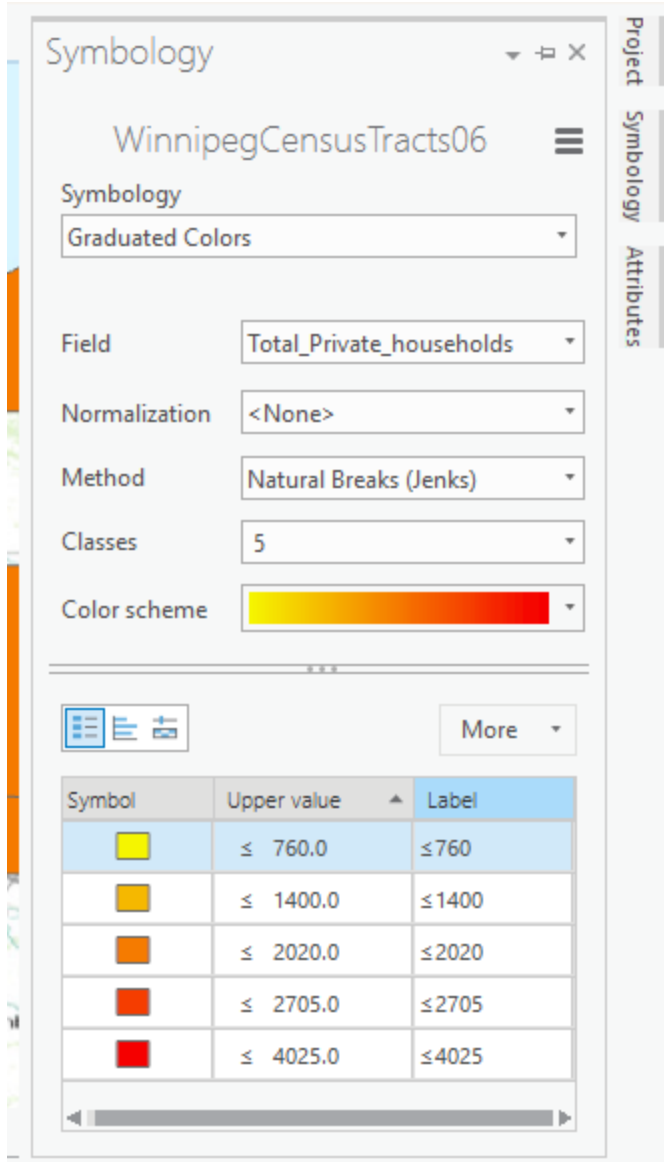 Symbology
WinnipegCensusTracts06
Symbology
Graduated Colors
Field Total_Private_households
Normalization <None>
Method Natural Breaks (Jenks)
Classes 5
Color scheme
More
Symbol Upper value Label
≤ 760.0 ≤760
≤ 1400.0 ≤1400
≤ 2020.0 ≤2020
≤ 2705.0 ≤2705
≤ 4025.0 ≤4025
Project
Symbology
Attributes